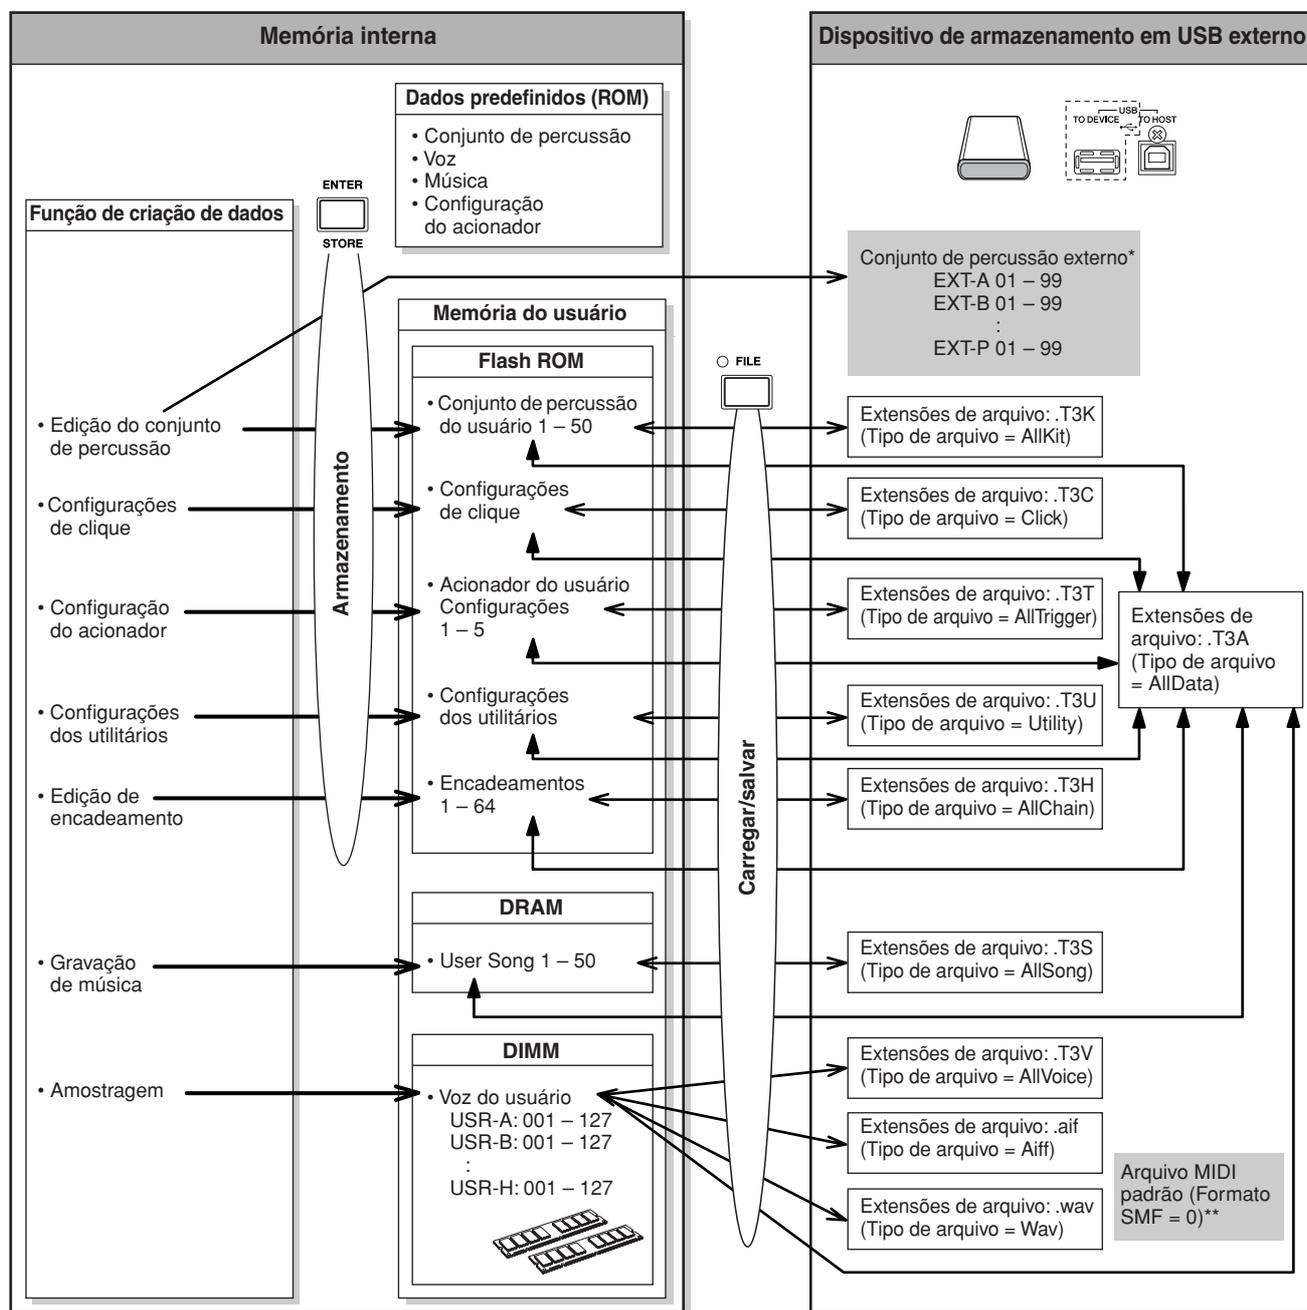 Memória interna
Dispositivo de armazenamento em USB externo
Dados predefinidos (ROM)
• Conjunto de percussão
• Voz
• Música
• Configuração
do acionador
USB
TO DEVICE
TO HOST
ENTER
STORE
Função de criação de dados
Conjunto de percussão externo*
EXT-A 01 – 99
EXT-B 01 – 99
:
EXT-P 01 – 99
Memória do usuário
Flash ROM
FILE
Armazenamento
Carregar/salvar
• Edição do conjunto
de percussão
• Conjunto de percussão
do usuário 1 – 50
Extensões de arquivo: .T3K
(Tipo de arquivo = AllKit)
• Configurações
de clique
• Configurações
de clique
Extensões de arquivo: .T3C
(Tipo de arquivo = Click)
• Configuração
do acionador
• Acionador do usuário
Configurações
1 – 5
Extensões de arquivo: .T3T
(Tipo de arquivo = AllTrigger)
Extensões de
arquivo: .T3A
(Tipo de arquivo
= AllData)
• Configurações
dos utilitários
• Configurações
dos utilitários
Extensões de arquivo: .T3U
(Tipo de arquivo = Utility)
• Edição de
encadeamento
• Encadeamentos
1 – 64
Extensões de arquivo: .T3H
(Tipo de arquivo = AllChain)
DRAM
• Gravação
de música
• User Song 1 – 50
Extensões de arquivo: .T3S
(Tipo de arquivo = AllSong)
DIMM
• Amostragem
• Voz do usuário
USR-A: 001 – 127
USR-B: 001 – 127
:
USR-H: 001 – 127
Extensões de arquivo: .T3V
(Tipo de arquivo = AllVoice)
Extensões de arquivo: .aif
(Tipo de arquivo = Aiff)
Extensões de arquivo: .wav
(Tipo de arquivo = Wav)
Arquivo MIDI
padrão (Formato
SMF = 0)**